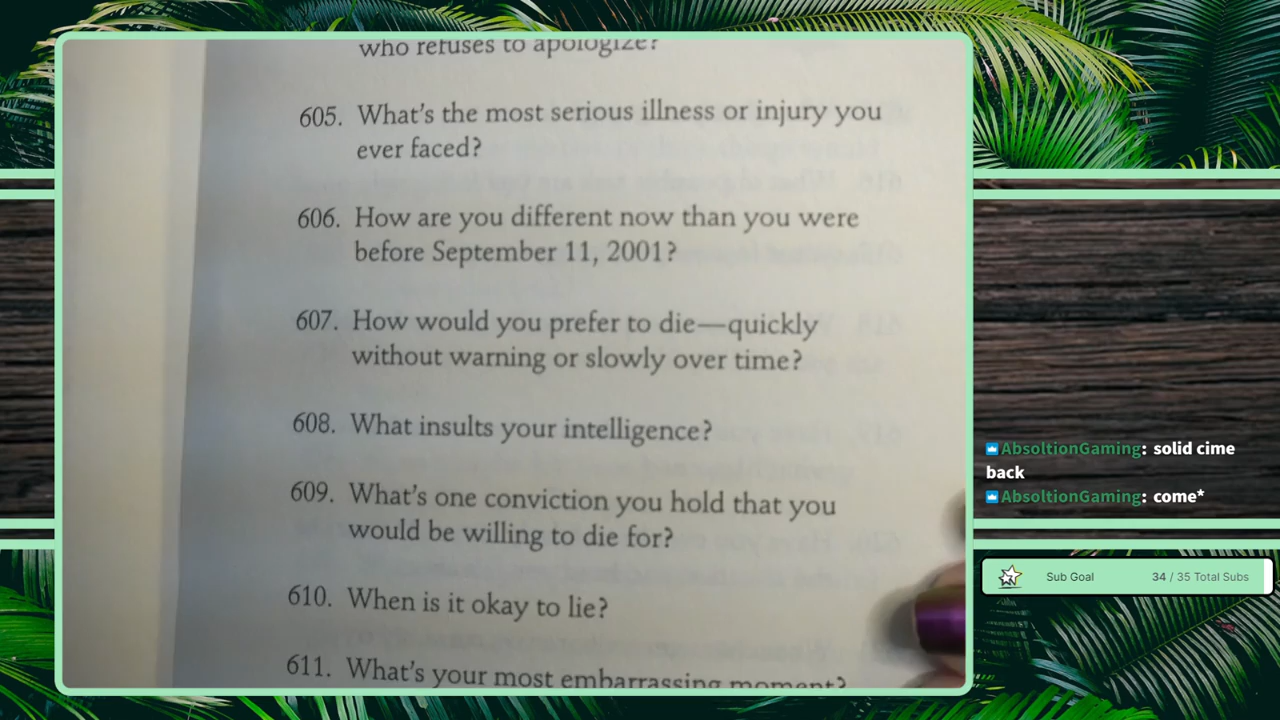 who refuses to apologize?
605. What's the most serious illness or injury you
ever faced?
606. How are you different now than you were
before September 11, 2001?
607. How would you prefer to die—quickly
without warning or slowly over time?
608. What insults your intelligence?
609. What's one conviction you hold that you
would be willing to die for?
610. When is it okay to lie?
611. What's your most embarrassing moment?
AbsoltionGaming: solid cime
back
AbsoltionGaming: come*
Sub Goal 34 / 35 Total Subs